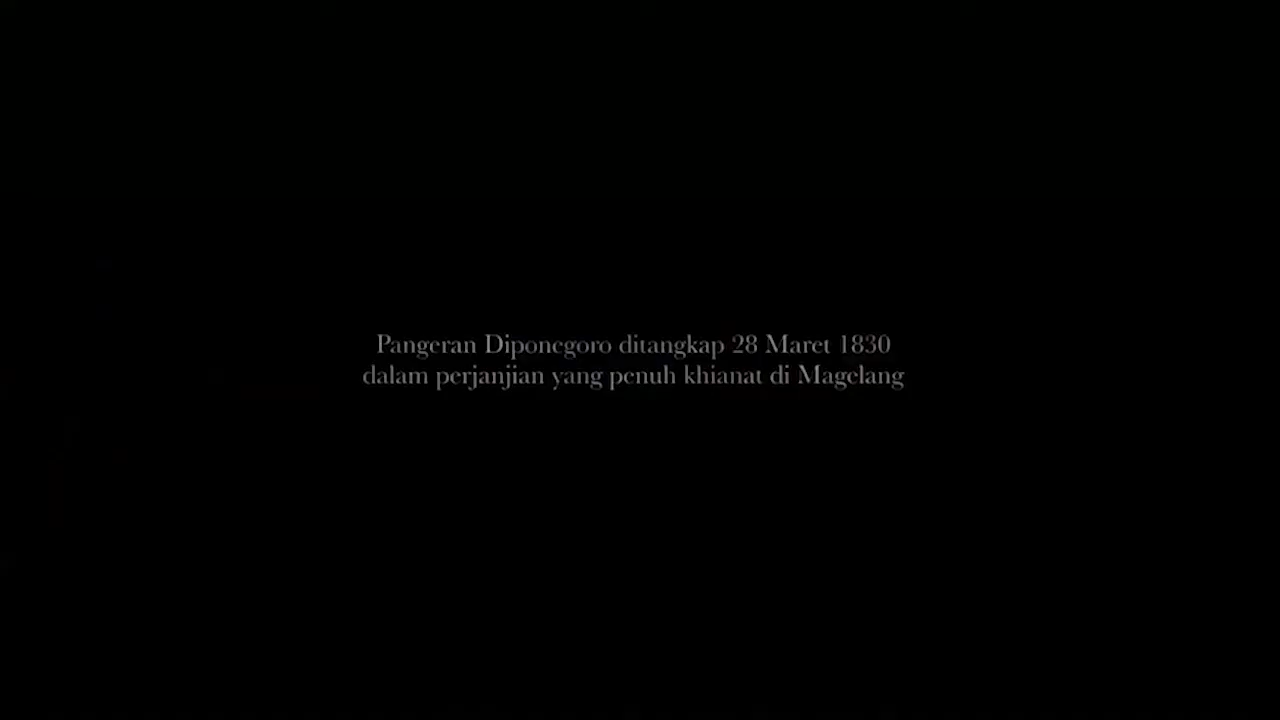 Pangeran Diponegoro ditangkap 28 Maret 1830
dalam perjanjian yang penuh khianat di Magelang